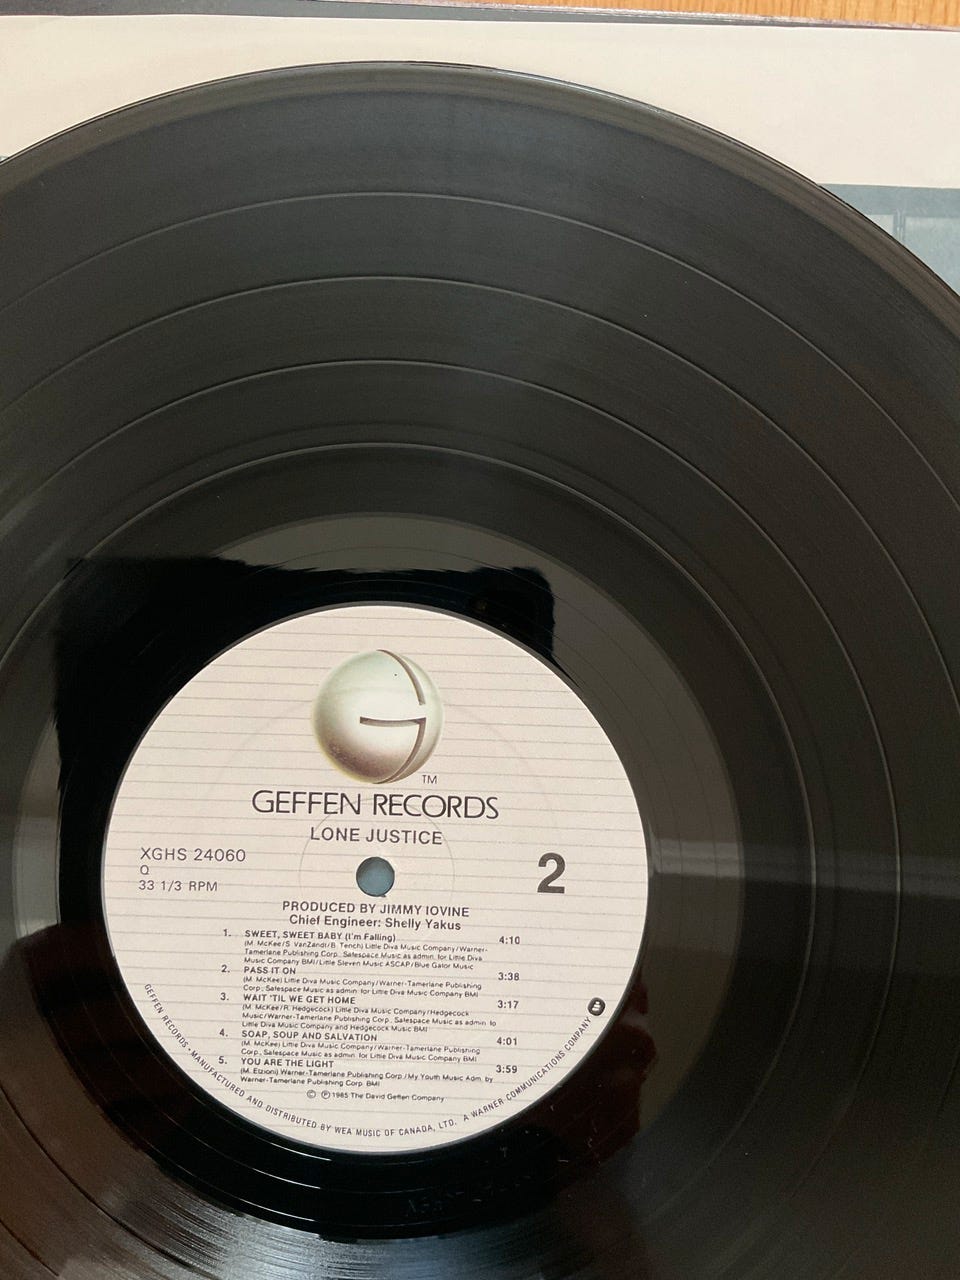 TM
GEFFEN RECORDS
LONE JUSTICE
XGHS 24060
Q
33 1/3 RPM
2
PRODUCED BY JIMMY IOVINE
Chief Engineer: Shelly Yakus
1. SWEET, SWEET BABY (I'm Falling) 4:10
(M. McKee/S. VanZandt/B. Tench) Little Diva Music Company/Warner-
Tamerlane Publishing Corp., Salespace Music as admin. for Little Diva
Music Company BMI/Little Steven Music ASCAP/Blue Gator Music
2. PASS IT ON 3:38
(M. McKee) Little Diva Music Company/Warner-Tamerlane Publishing
Corp., Salespace Music as admin. for Little Diva Music Company BMI
3. WAIT 'TIL WE GET HOME 3:17
(M. McKee/R. Hedgecock) Little Diva Music Company/Hedgecock
Music/Warner-Tamerlane Publishing Corp., Salespace Music as admin. to
Little Diva Music Company and Hedgecock Music BMI
4. SOAP, SOUP AND SALVATION 4:01
(M. McKee) Little Diva Music Company/Warner-Tamerlane Publishing
Corp., Salespace Music as admin. for Little Diva Music Company BMI
5. YOU ARE THE LIGHT 3:59
(M. Etzioni) Warner-Tamerlane Publishing Corp./My Youth Music Adm. by
Warner-Tamerlane Publishing Corp. BMI
© ℗ 1985 The David Geffen Company
GEFFEN RECORDS • MANUFACTURED AND DISTRIBUTED BY WEA MUSIC OF CANADA, LTD. A WARNER COMMUNICATIONS COMPANY